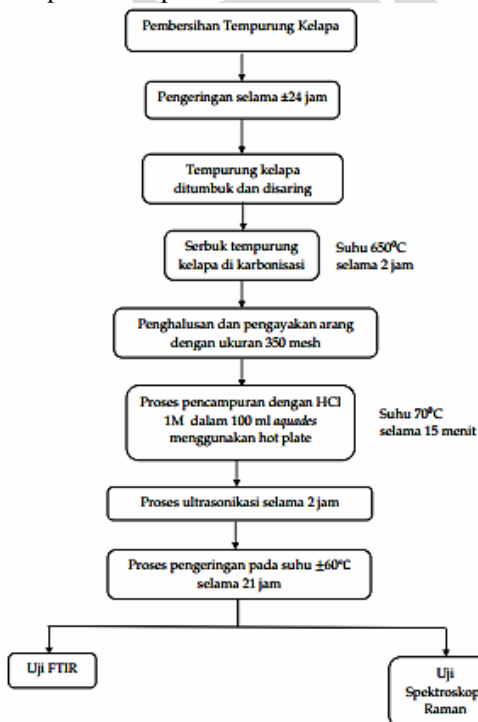 Pembersihan Tempurung Kelapa
Pengeringan selama ±24 jam
Tempurung kelapa
ditumbuk dan disaring
Serbuk tempurung
kelapa di karbonisasi
Suhu 650⁰C
selama 2 jam
Penghalusan dan pengayakan arang
dengan ukuran 350 mesh
Proses pencampuran dengan HCl
1M dalam 100 ml aquades
menggunakan hot plate
Suhu 70⁰C
selama 15 menit
Proses ultrasonikasi selama 2 jam
Proses pengeringan pada suhu ±60°C
selama 21 jam
Uji FTIR
Uji
Spektroskop
Raman